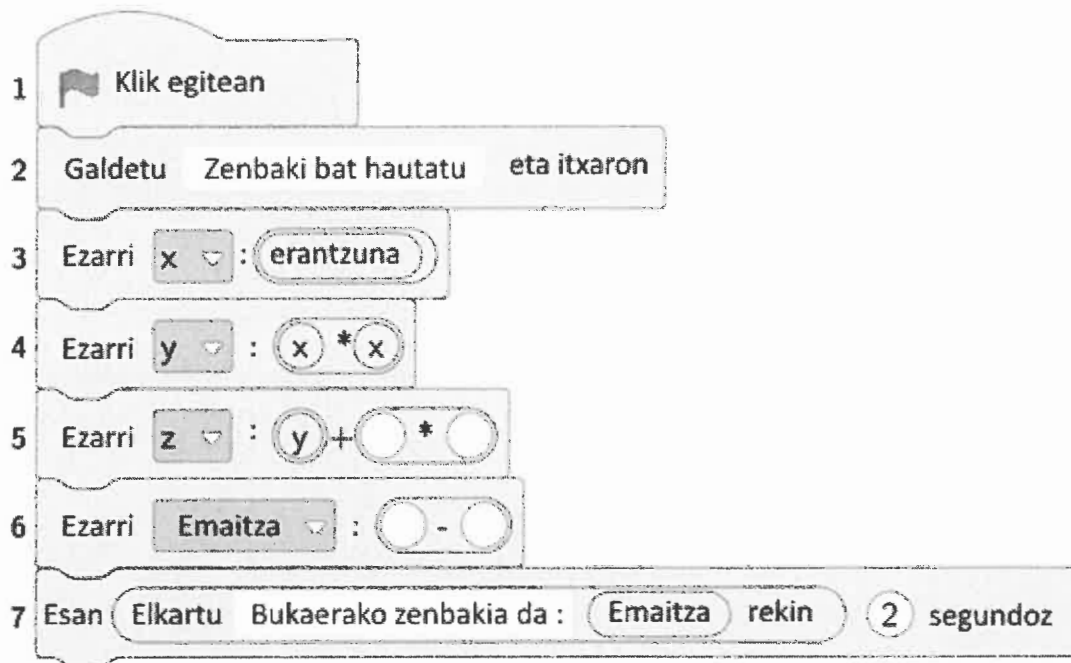 1 Klik egitean
2 Galdetu Zenbaki bat hautatu eta itxaron
3 Ezarri x : erantzuna
4 Ezarri y : x * x
5 Ezarri z : y + *
6 Ezarri Emaitza : -
7 Esan Elkartu Bukaerako zenbakia da : Emaitza rekin 2 segundoz